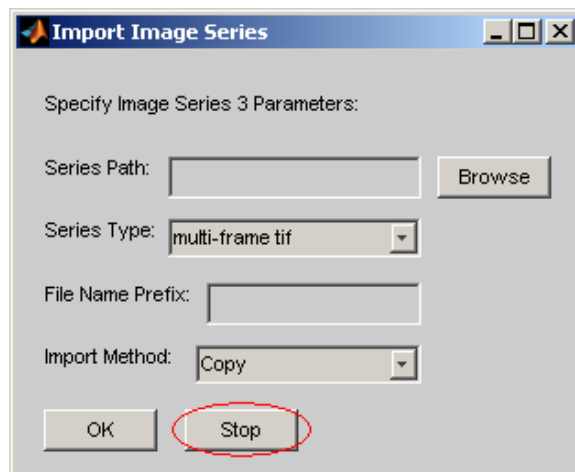 Import Image Series
Specify Image Series 3 Parameters:
Series Path:
Browse
Series Type: multi-frame tif
File Name Prefix:
Import Method: Copy
OK Stop